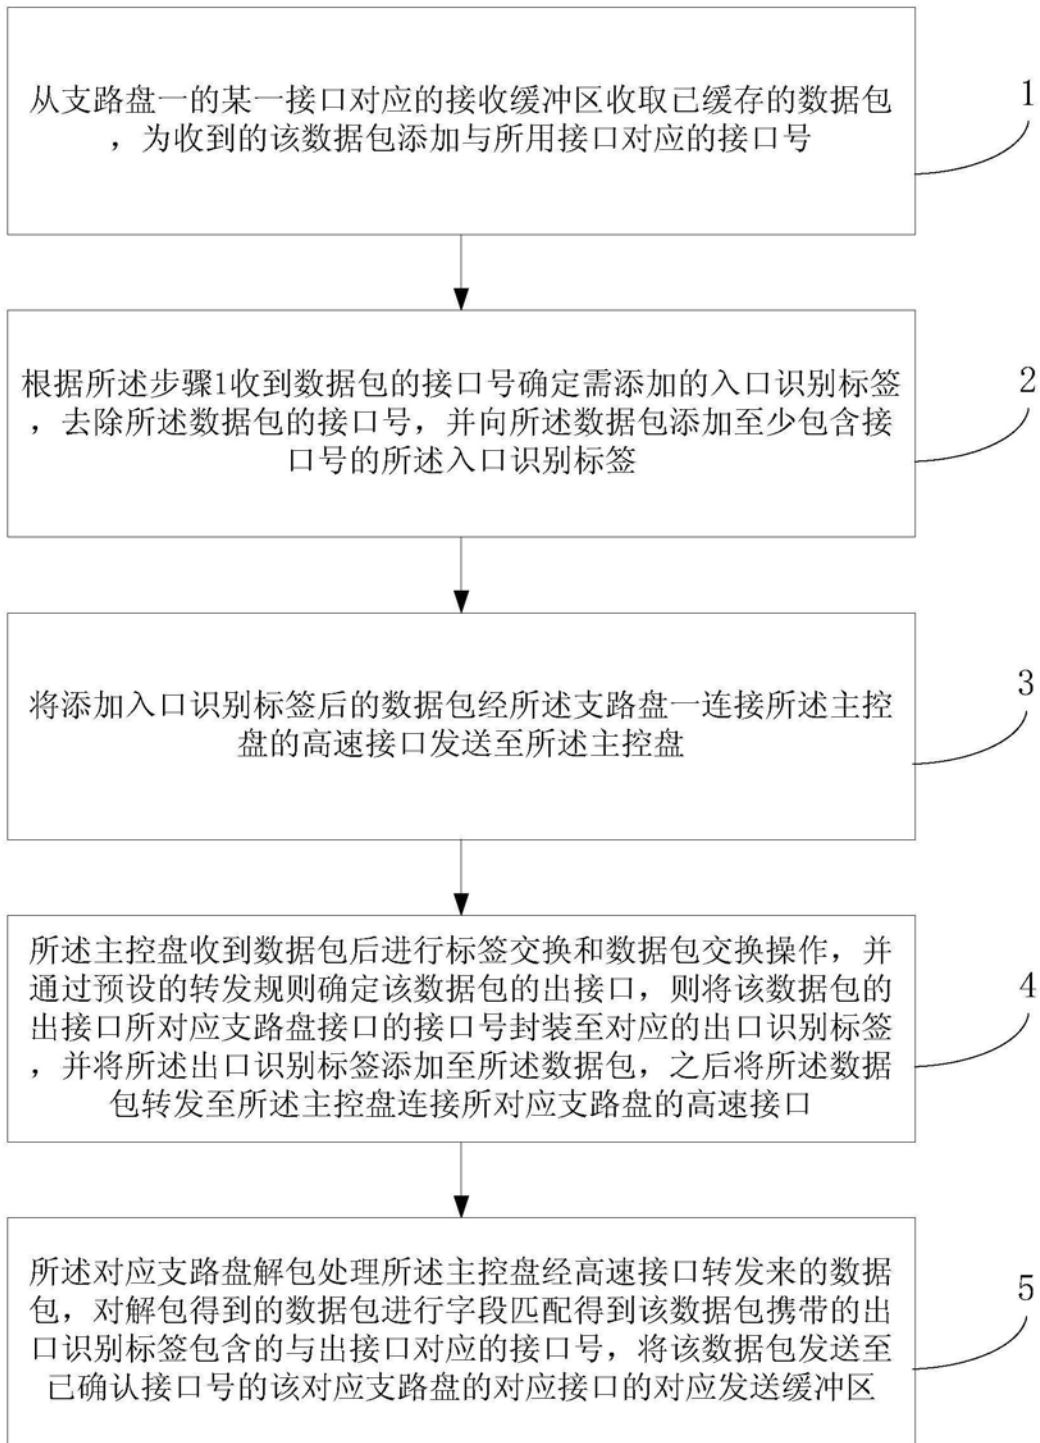 从支路盘一的某一接口对应的接收缓冲区收取已缓存的数据包
，为收到的该数据包添加与所用接口对应的接口号
1
根据所述步骤1收到数据包的接口号确定需添加的入口识别标签
，去除所述数据包的接口号，并向所述数据包添加至少包含接
口号的所述入口识别标签
2
将添加入口识别标签后的数据包经所述支路盘一连接所述主控
盘的高速接口发送至所述主控盘
3
所述主控盘收到数据包后进行标签交换和数据包交换操作，并
通过预设的转发规则确定该数据包的出接口，则将该数据包的
出接口所对应支路盘接口的接口号封装至对应的出口识别标签
，并将所述出口识别标签添加至所述数据包，之后将所述数据
包转发至所述主控盘连接所对应支路盘的高速接口
4
所述对应支路盘解包处理所述主控盘经高速接口转发来的数据
包，对解包得到的数据包进行字段匹配得到该数据包携带的出
口识别标签包含的与出接口对应的接口号，将该数据包发送至
已确认接口号的该对应支路盘的对应接口的对应发送缓冲区
5